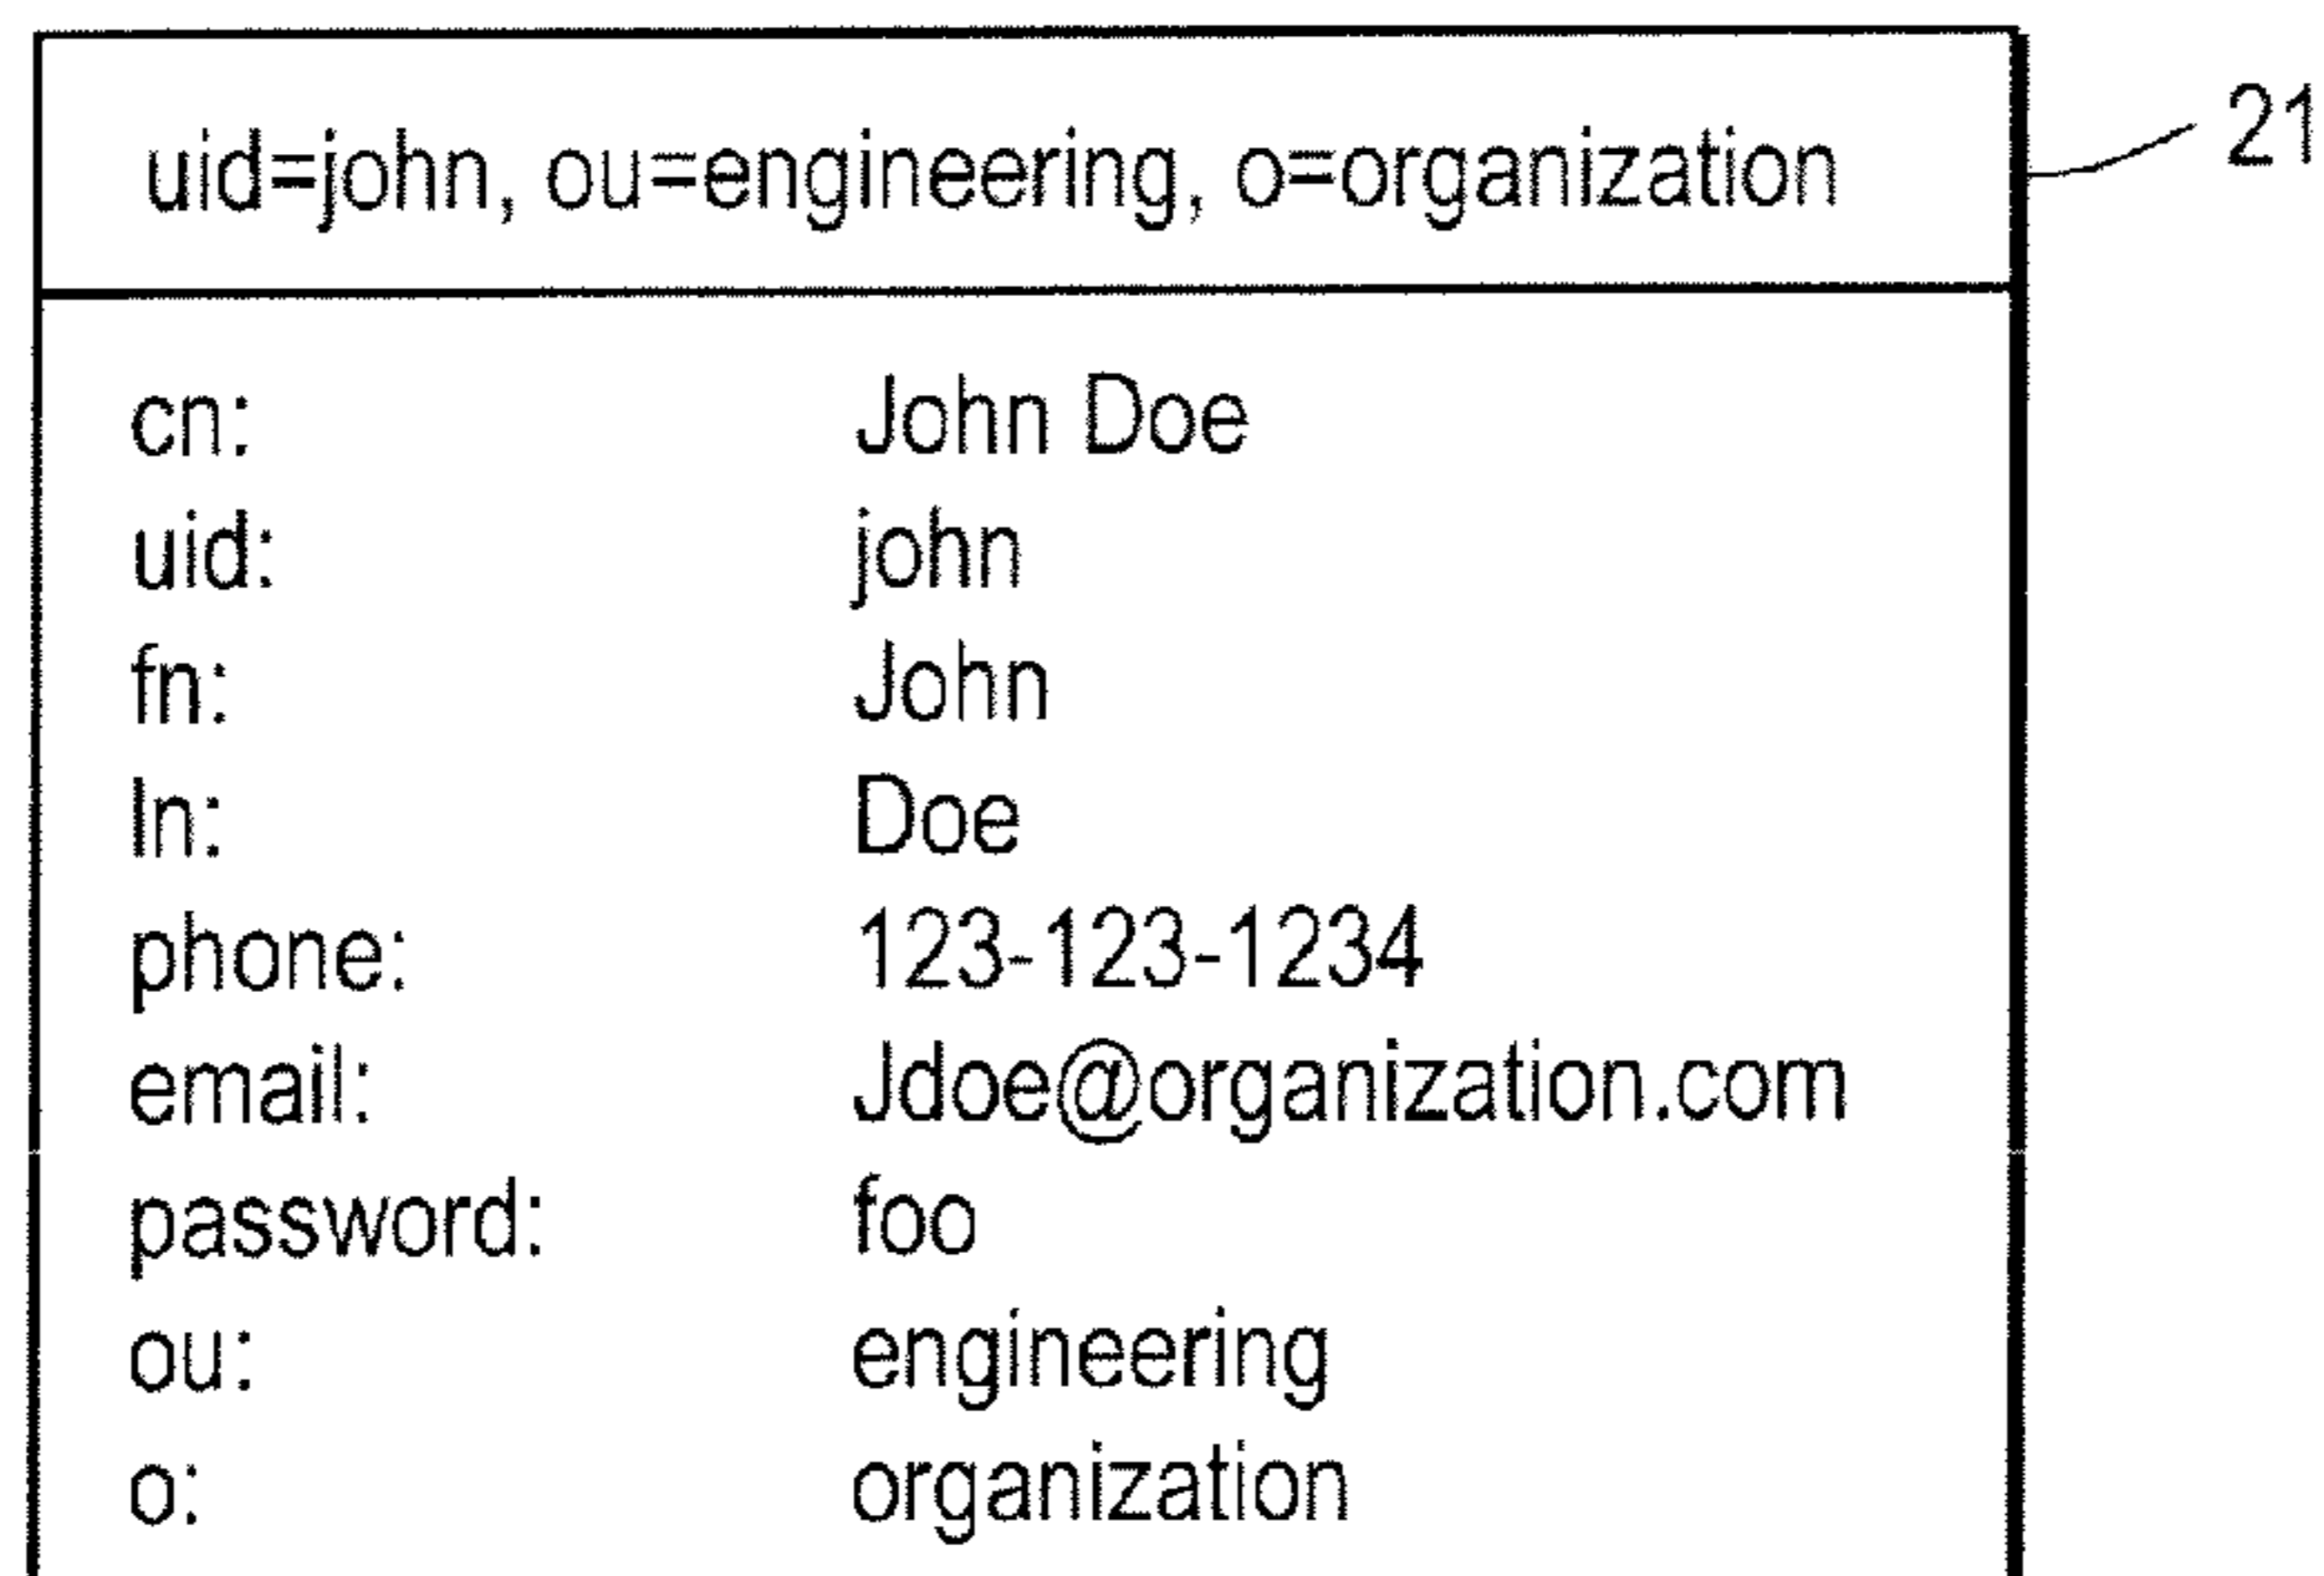 uid=john, ou=engineering, o=organization 21
cn: John Doe
uid: john
fn: John
ln: Doe
phone: 123-123-1234
email: Jdoe@organization.com
password: foo
ou: engineering
o: organization